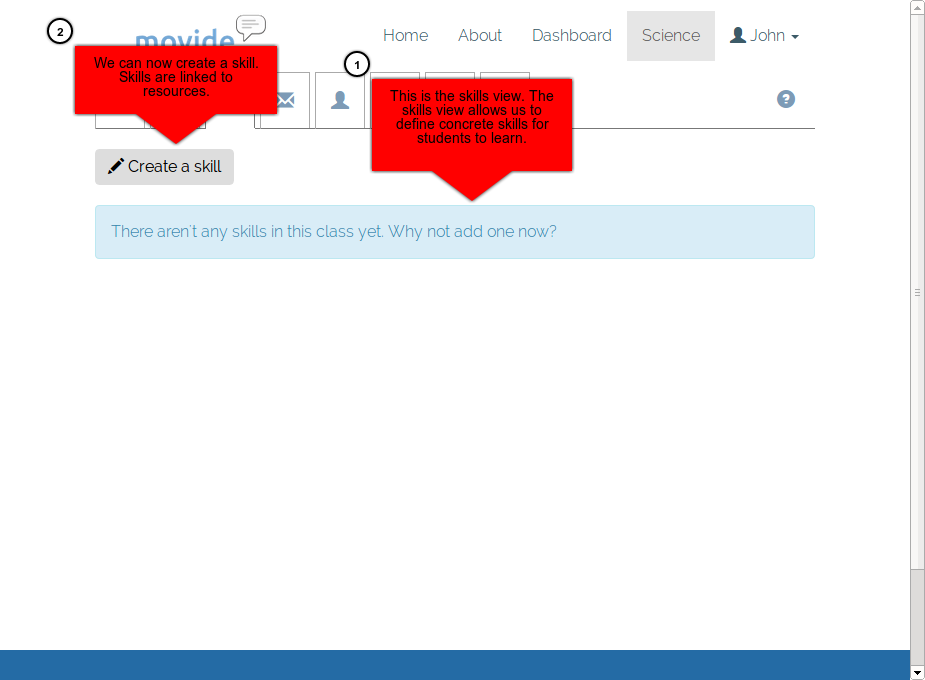 2
movide
Home About Dashboard Science John
We can now create a skill.
Skills are linked to
resources.
1
This is the skills view. The
skills view allows us to
define concrete skills for
students to learn.
?
Create a skill
There aren't any skills in this class yet. Why not add one now?